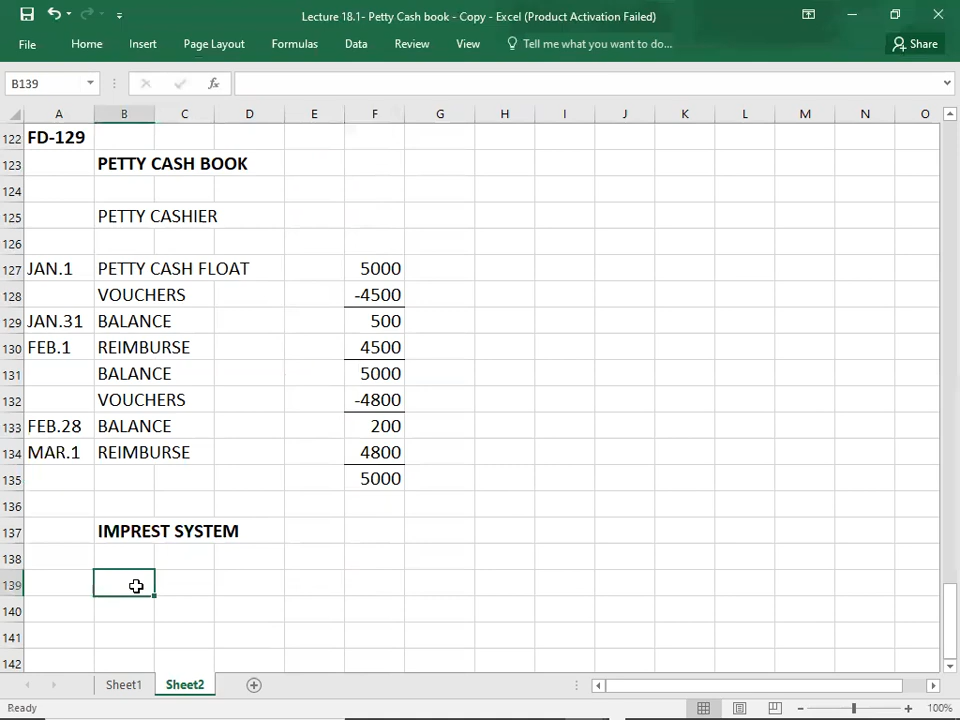 Lecture 18.1- Petty Cash book - Copy - Excel (Product Activation Failed)
File Home Insert Page Layout Formulas Data Review View Tell me what you want to do... Share
B139 fx
A B C D E F G H I J K L M N O
122 FD-129
123 PETTY CASH BOOK
124
125 PETTY CASHIER
126
127 JAN.1 PETTY CASH FLOAT 5000
128 VOUCHERS -4500
129 JAN.31 BALANCE 500
130 FEB.1 REIMBURSE 4500
131 BALANCE 5000
132 VOUCHERS -4800
133 FEB.28 BALANCE 200
134 MAR.1 REIMBURSE 4800
135 5000
136
137 IMPREST SYSTEM
138
139
140
141
142
Sheet1 Sheet2
Ready 100%